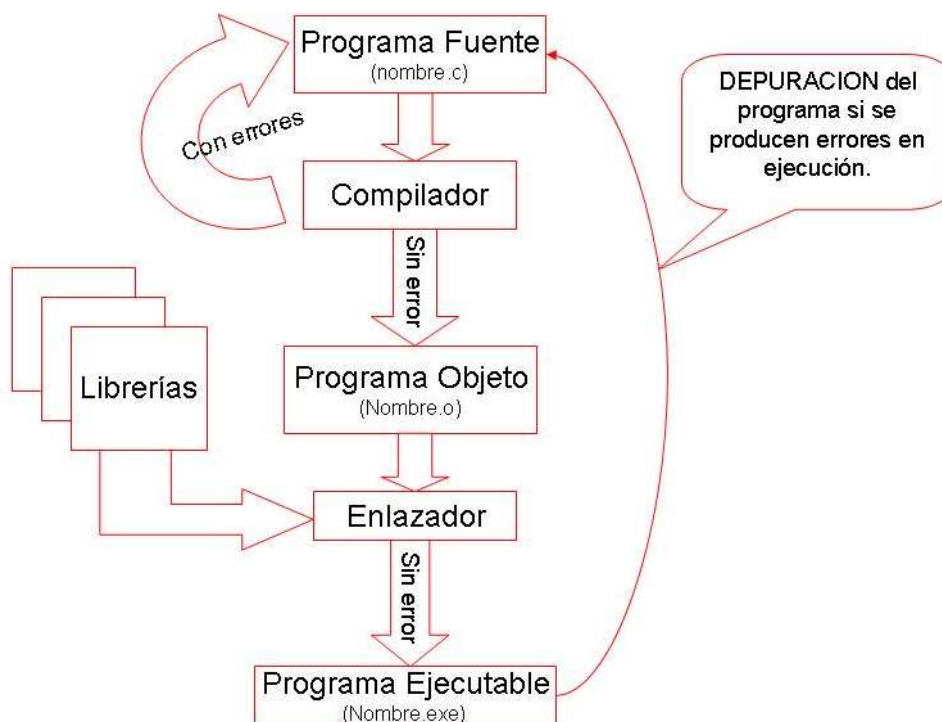 Programa Fuente
(nombre.c)
Con errores
Compilador
DEPURACION del
programa si se
producen errores en
ejecución.
Sin error
Librerías
Programa Objeto
(Nombre.o)
Enlazador
Sin error
Programa Ejecutable
(Nombre.exe)